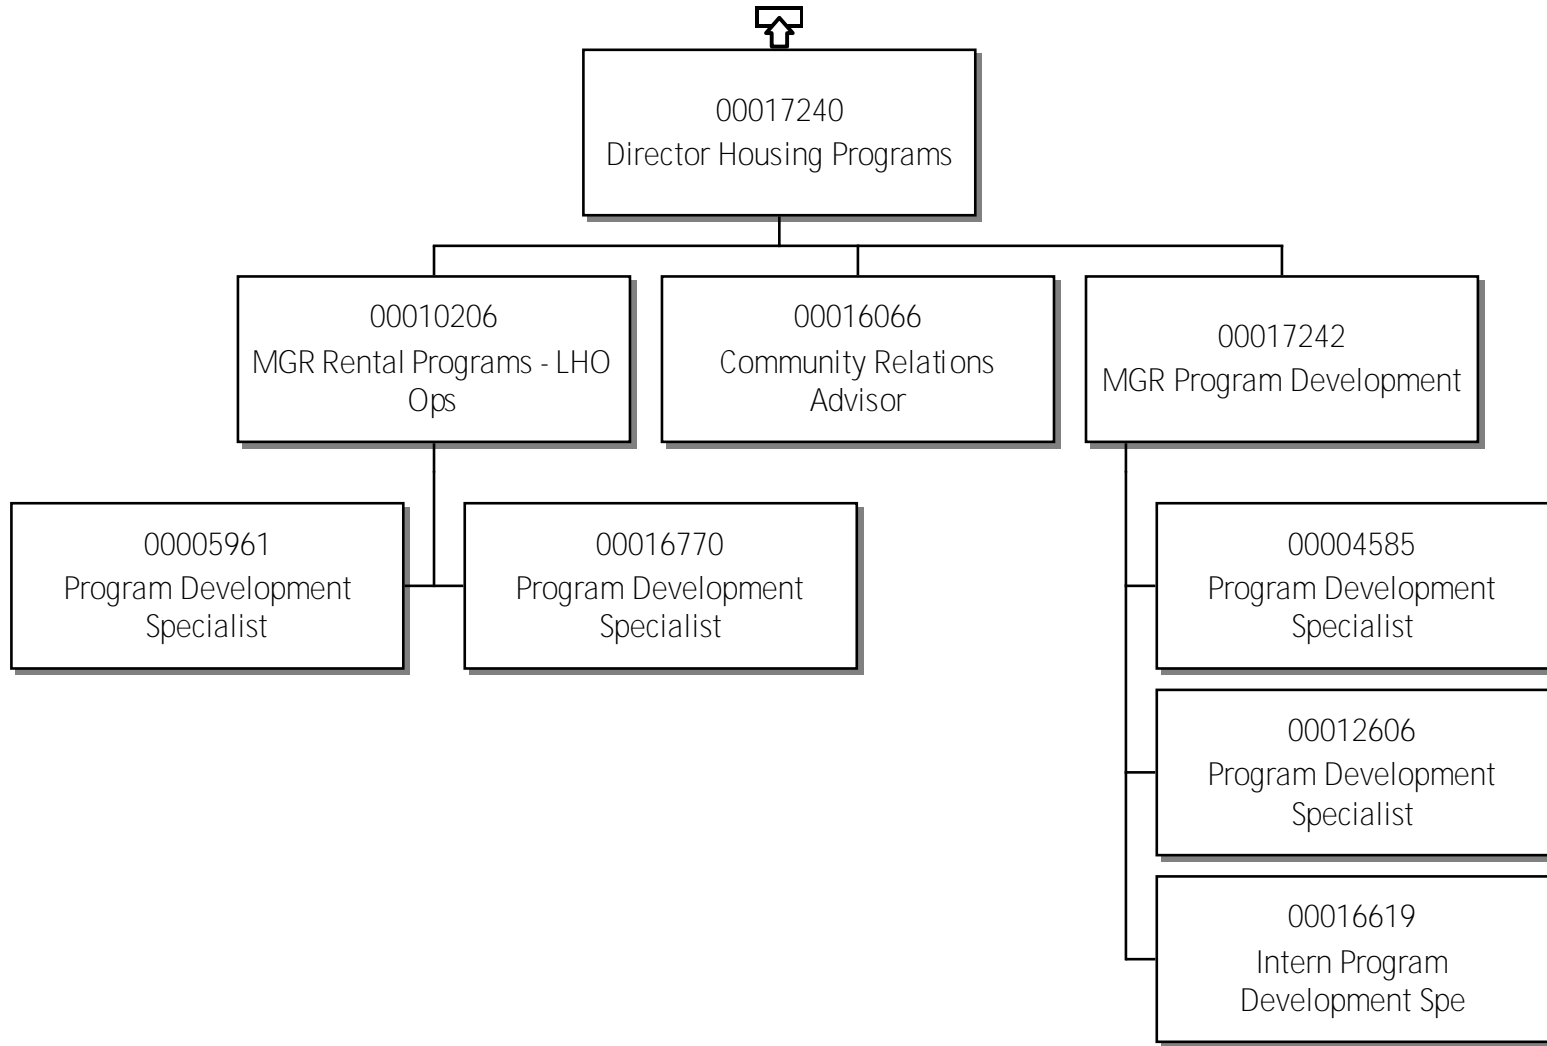 00017240
Director Housing Programs
00010206
MGR Rental Programs - LHO
Ops
00016066
Community Relations
Advisor
00017242
MGR Program Development
00005961
Program Development
Specialist
00016770
Program Development
Specialist
00004585
Program Development
Specialist
00012606
Program Development
Specialist
00016619
Intern Program
Development Spe